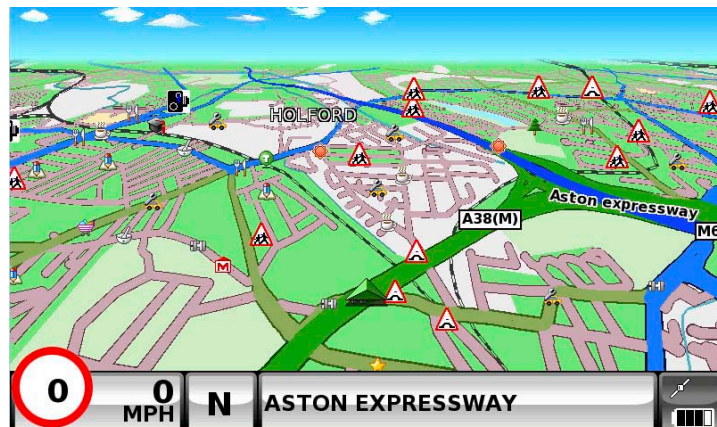 HOLFORD
Aston expressway
A38(M)
M6
0
0
MPH
N
ASTON EXPRESSWAY